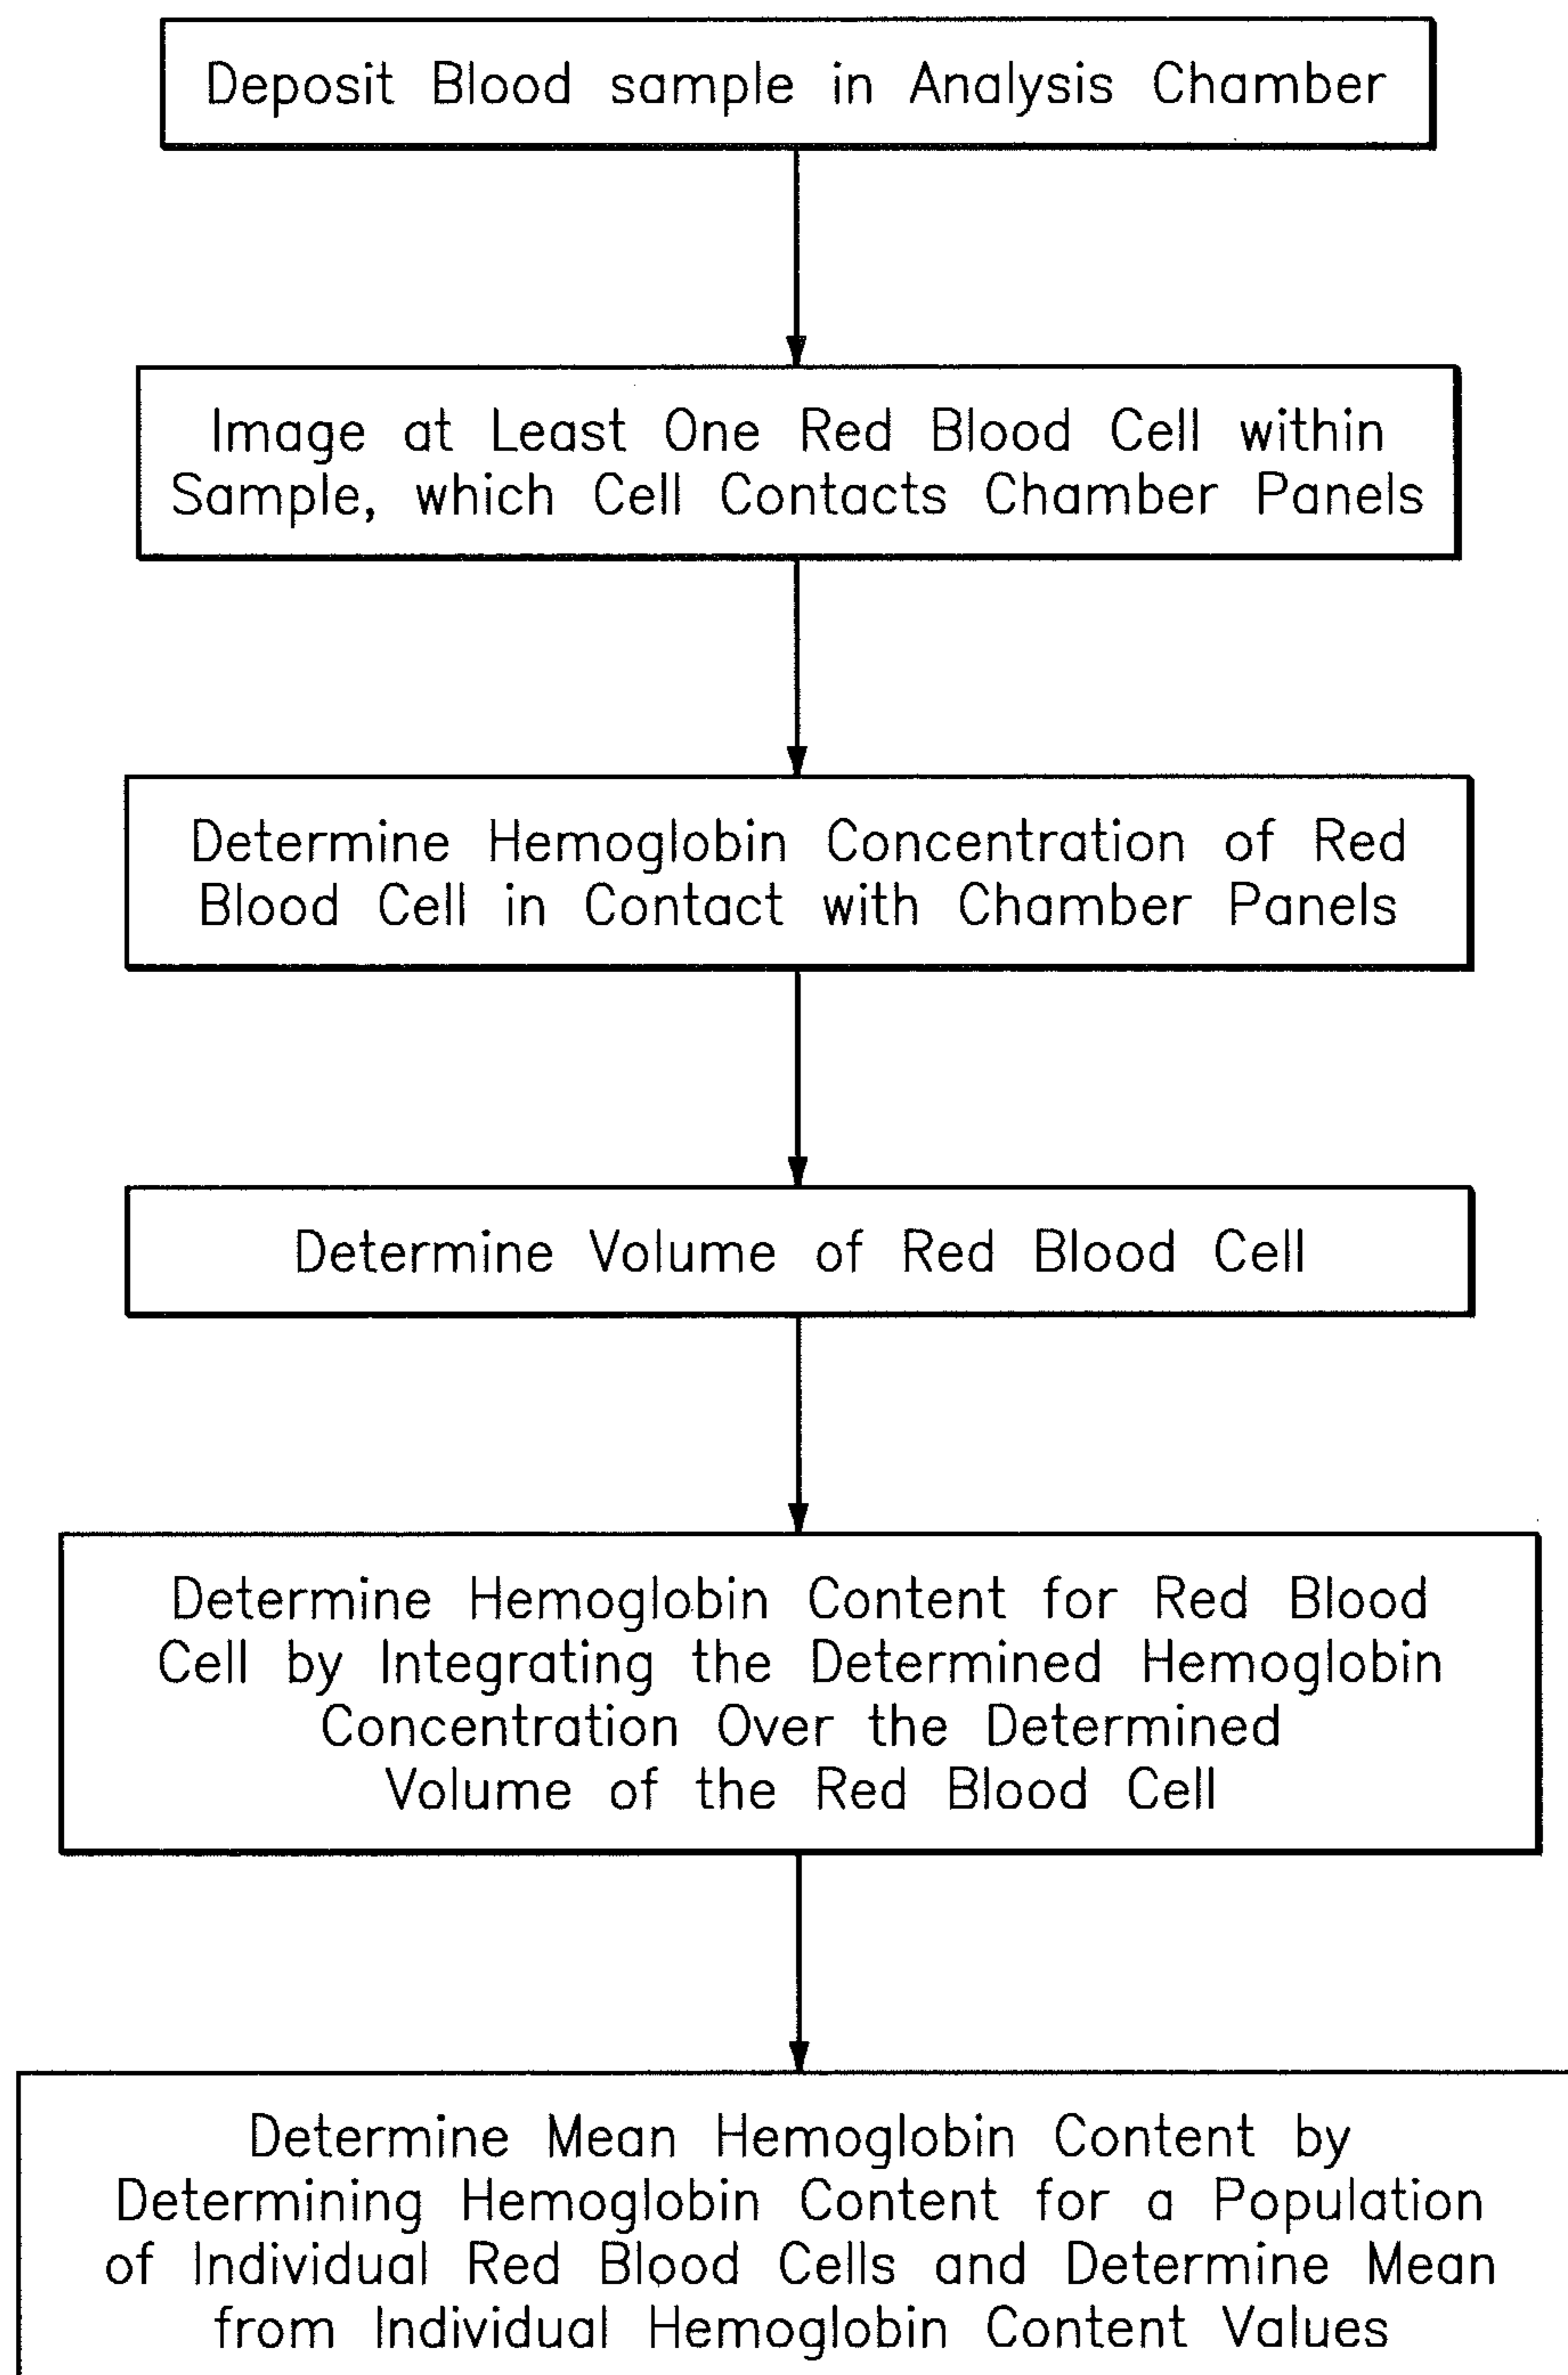 Deposit Blood sample in Analysis Chamber
Image at Least One Red Blood Cell within
Sample, which Cell Contacts Chamber Panels
Determine Hemoglobin Concentration of Red
Blood Cell in Contact with Chamber Panels
Determine Volume of Red Blood Cell
Determine Hemoglobin Content for Red Blood
Cell by Integrating the Determined Hemoglobin
Concentration Over the Determined
Volume of the Red Blood Cell
Determine Mean Hemoglobin Content by
Determining Hemoglobin Content for a Population
of Individual Red Blood Cells and Determine Mean
from Individual Hemoglobin Content Values